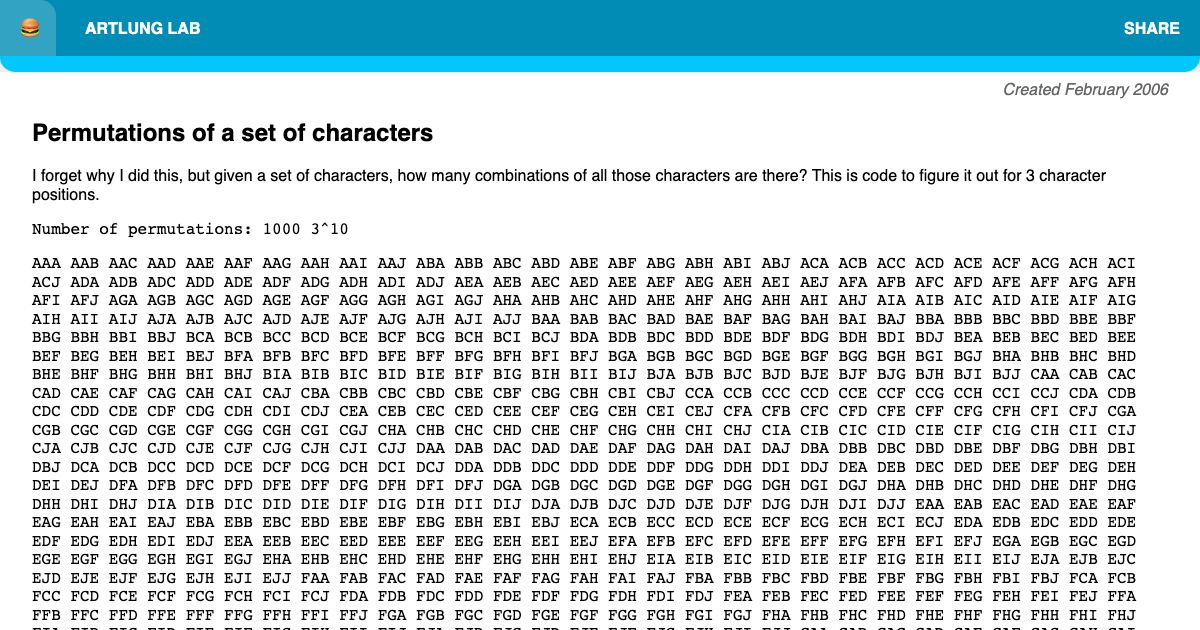 ARTLUNG LAB
SHARE
Created February 2006
Permutations of a set of characters
I forget why I did this, but given a set of characters, how many combinations of all those characters are there? This is code to figure it out for 3 character
positions.
Number of permutations: 1000 3^10
AAA AAB AAC AAD AAE AAF AAG AAH AAI AAJ ABA ABB ABC ABD ABE ABF ABG ABH ABI ABJ ACA ACB ACC ACD ACE ACF ACG ACH ACI
ACJ ADA ADB ADC ADD ADE ADF ADG ADH ADI ADJ AEA AEB AEC AED AEE AEF AEG AEH AEI AEJ AFA AFB AFC AFD AFE AFF AFG AFH
AFI AFJ AGA AGB AGC AGD AGE AGF AGG AGH AGI AGJ AHA AHB AHC AHD AHE AHF AHG AHH AHI AHJ AIA AIB AIC AID AIE AIF AIG
AIH AII AIJ AJA AJB AJC AJD AJE AJF AJG AJH AJI AJJ BAA BAB BAC BAD BAE BAF BAG BAH BAI BAJ BBA BBB BBC BBD BBE BBF
BBG BBH BBI BBJ BCA BCB BCC BCD BCE BCF BCG BCH BCI BCJ BDA BDB BDC BDD BDE BDF BDG BDH BDI BDJ BEA BEB BEC BED BEE
BEF BEG BEH BEI BEJ BFA BFB BFC BFD BFE BFF BFG BFH BFI BFJ BGA BGB BGC BGD BGE BGF BGG BGH BGI BGJ BHA BHB BHC BHD
BHE BHF BHG BHH BHI BHJ BIA BIB BIC BID BIE BIF BIG BIH BII BIJ BJA BJB BJC BJD BJE BJF BJG BJH BJI BJJ CAA CAB CAC
CAD CAE CAF CAG CAH CAI CAJ CBA CBB CBC CBD CBE CBF CBG CBH CBI CBJ CCA CCB CCC CCD CCE CCF CCG CCH CCI CCJ CDA CDB
CDC CDD CDE CDF CDG CDH CDI CDJ CEA CEB CEC CED CEE CEF CEG CEH CEI CEJ CFA CFB CFC CFD CFE CFF CFG CFH CFI CFJ CGA
CGB CGC CGD CGE CGF CGG CGH CGI CGJ CHA CHB CHC CHD CHE CHF CHG CHH CHI CHJ CIA CIB CIC CID CIE CIF CIG CIH CII CIJ
CJA CJB CJC CJD CJE CJF CJG CJH CJI CJJ DAA DAB DAC DAD DAE DAF DAG DAH DAI DAJ DBA DBB DBC DBD DBE DBF DBG DBH DBI
DBJ DCA DCB DCC DCD DCE DCF DCG DCH DCI DCJ DDA DDB DDC DDD DDE DDF DDG DDH DDI DDJ DEA DEB DEC DED DEE DEF DEG DEH
DEI DEJ DFA DFB DFC DFD DFE DFF DFG DFH DFI DFJ DGA DGB DGC DGD DGE DGF DGG DGH DGI DGJ DHA DHB DHC DHD DHE DHF DHG
DHH DHI DHJ DIA DIB DIC DID DIE DIF DIG DIH DII DIJ DJA DJB DJC DJD DJE DJF DJG DJH DJI DJJ EAA EAB EAC EAD EAE EAF
EAG EAH EAI EAJ EBA EBB EBC EBD EBE EBF EBG EBH EBI EBJ ECA ECB ECC ECD ECE ECF ECG ECH ECI ECJ EDA EDB EDC EDD EDE
EDF EDG EDH EDI EDJ EEA EEB EEC EED EEE EEF EEG EEH EEI EEJ EFA EFB EFC EFD EFE EFF EFG EFH EFI EFJ EGA EGB EGC EGD
EGE EGF EGG EGH EGI EGJ EHA EHB EHC EHD EHE EHF EHG EHH EHI EHJ EIA EIB EIC EID EIE EIF EIG EIH EII EIJ EJA EJB EJC
EJD EJE EJF EJG EJH EJI EJJ FAA FAB FAC FAD FAE FAF FAG FAH FAI FAJ FBA FBB FBC FBD FBE FBF FBG FBH FBI FBJ FCA FCB
FCC FCD FCE FCF FCG FCH FCI FCJ FDA FDB FDC FDD FDE FDF FDG FDH FDI FDJ FEA FEB FEC FED FEE FEF FEG FEH FEI FEJ FFA
FFB FFC FFD FFE FFF FFG FFH FFI FFJ FGA FGB FGC FGD FGE FGF FGG FGH FGI FGJ FHA FHB FHC FHD FHE FHF FHG FHH FHI FHJ